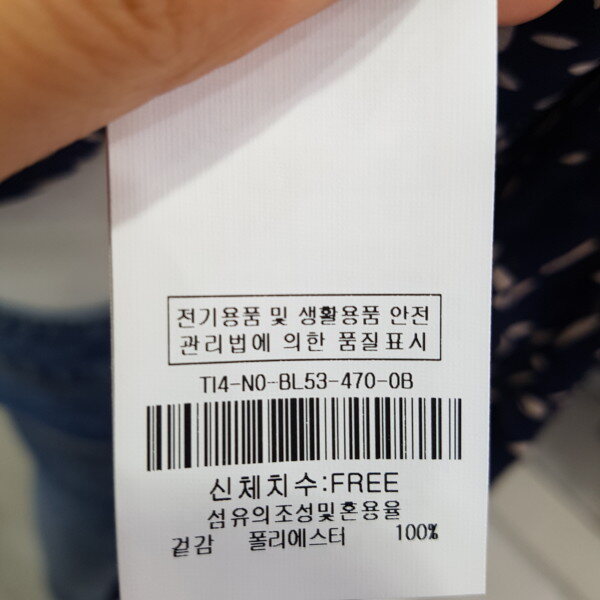 전기용품 및 생활용품 안전
관리법에 의한 품질표시
TI4-NO-BL53-470-OB
신체치수:FREE
섬유의조성및혼용율
겉감 폴리에스터 100%